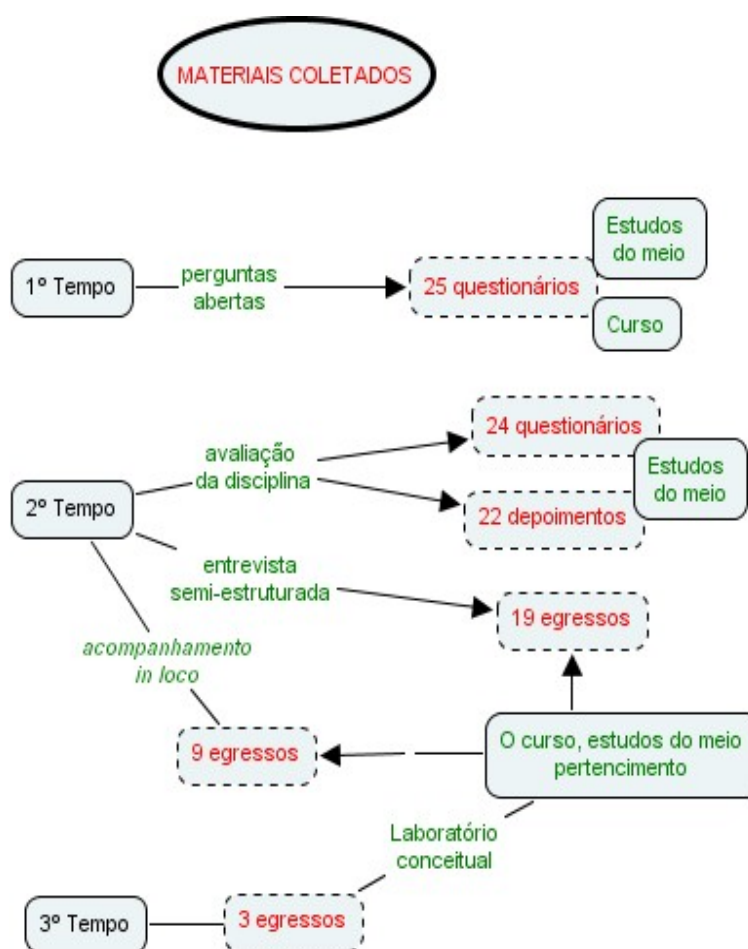 MATERIAIS COLETADOS
Estudos
do meio
1º Tempo
perguntas
abertas
25 questionários
Curso
24 questionários
avaliação
da disciplina
Estudos
do meio
2º Tempo
22 depoimentos
entrevista
semi-estruturada
19 egressos
acompanhamento
in loco
9 egressos
O curso, estudos do meio
pertencimento
Laboratório
conceitual
3º Tempo
3 egressos